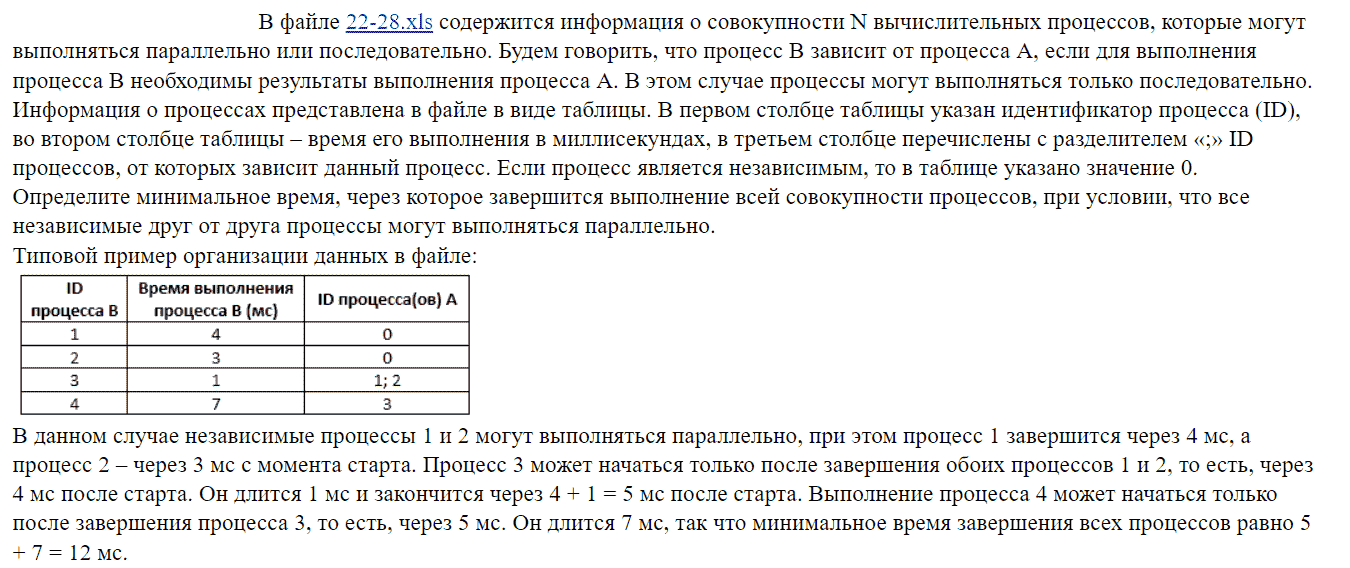 В файле 22-28.xls содержится информация о совокупности N вычислительных процессов, которые могут
выполняться параллельно или последовательно. Будем говорить, что процесс B зависит от процесса A, если для выполнения
процесса B необходимы результаты выполнения процесса A. В этом случае процессы могут выполняться только последовательно.
Информация о процессах представлена в файле в виде таблицы. В первом столбце таблицы указан идентификатор процесса (ID),
во втором столбце таблицы – время его выполнения в миллисекундах, в третьем столбце перечислены с разделителем «;» ID
процессов, от которых зависит данный процесс. Если процесс является независимым, то в таблице указано значение 0.
Определите минимальное время, через которое завершится выполнение всей совокупности процессов, при условии, что все
независимые друг от друга процессы могут выполняться параллельно.
Типовой пример организации данных в файле:
ID процесса B Время выполнения процесса B (мс) ID процесса(ов) A
1 4 0
2 3 0
3 1 1; 2
4 7 3
В данном случае независимые процессы 1 и 2 могут выполняться параллельно, при этом процесс 1 завершится через 4 мс, а
процесс 2 – через 3 мс с момента старта. Процесс 3 может начаться только после завершения обоих процессов 1 и 2, то есть, через
4 мс после старта. Он длится 1 мс и закончится через 4 + 1 = 5 мс после старта. Выполнение процесса 4 может начаться только
после завершения процесса 3, то есть, через 5 мс. Он длится 7 мс, так что минимальное время завершения всех процессов равно 5
+ 7 = 12 мс.